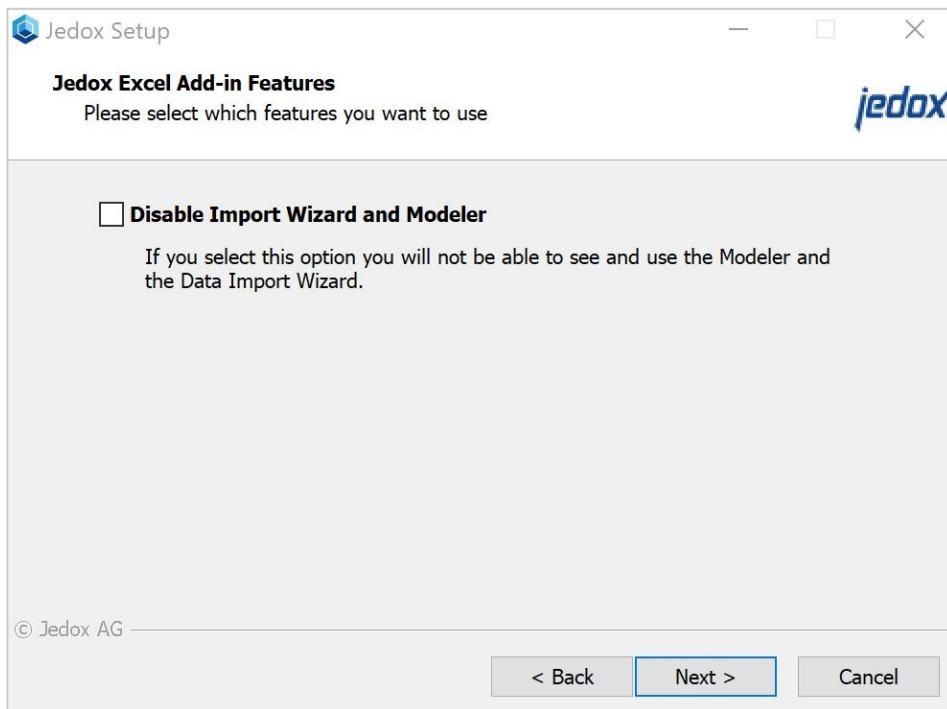 Jedox Setup
Jedox Excel Add-in Features
Please select which features you want to use
jedox
Disable Import Wizard and Modeler
If you select this option you will not be able to see and use the Modeler and
the Data Import Wizard.
© Jedox AG
< Back
Next >
Cancel